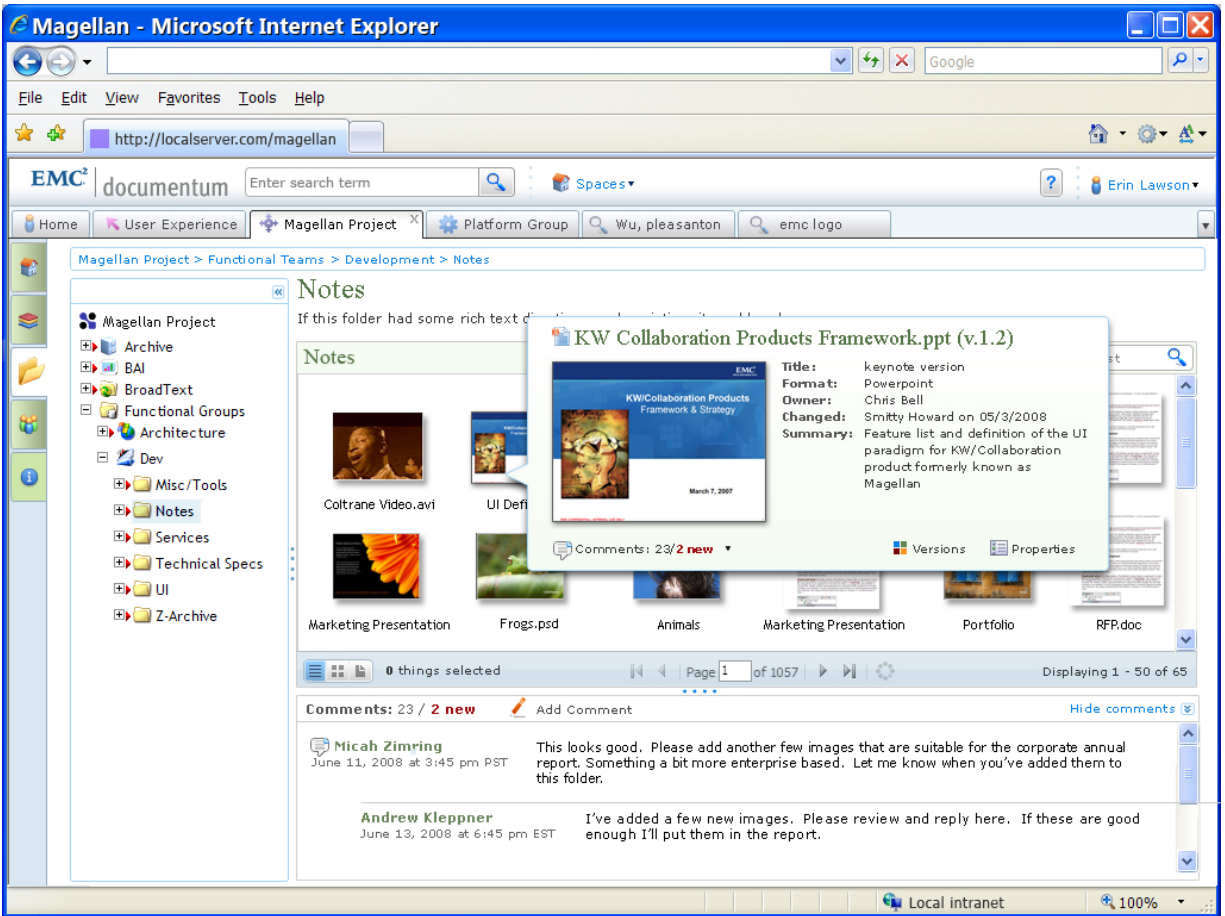 Magellan - Microsoft Internet Explorer
Google
File Edit View Favorites Tools Help
http://localserver.com/magellan
EMC² documentum Enter search term Spaces ? Erin Lawson
Home User Experience Magellan Project X Platform Group Wu, pleasanton emc logo
Magellan Project > Functional Teams > Development > Notes
Magellan Project
Archive
BAI
BroadText
Functional Groups
Architecture
Dev
Misc/Tools
Notes
Services
Technical Specs
UI
Z-Archive
Notes
If this folder had some rich text
Notes
KW Collaboration Products Framework.ppt (v.1.2)
EMC²
KW/Collaboration Products
Framework & Strategy
March 7, 2007
Title: keynote version
Format: Powerpoint
Owner: Chris Bell
Changed: Smitty Howard on 05/3/2008
Summary: Feature list and definition of the UI
paradigm for KW/Collaboration
product formerly known as
Magellan
Comments: 23/2 new Versions Properties
Coltrane Video.avi UI Defi
Marketing Presentation Frogs.psd Animals Marketing Presentation Portfolio RFP.doc
0 things selected Page 1 of 1057 Displaying 1 - 50 of 65
Comments: 23 / 2 new Add Comment Hide comments
Micah Zimring
June 11, 2008 at 3:45 pm PST
This looks good. Please add another few images that are suitable for the corporate annual
report. Something a bit more enterprise based. Let me know when you've added them to
this folder.
Andrew Kleppner
June 13, 2008 at 6:45 pm EST
I've added a few new images. Please review and reply here. If these are good
enough I'll put them in the report.
Local intranet 100%